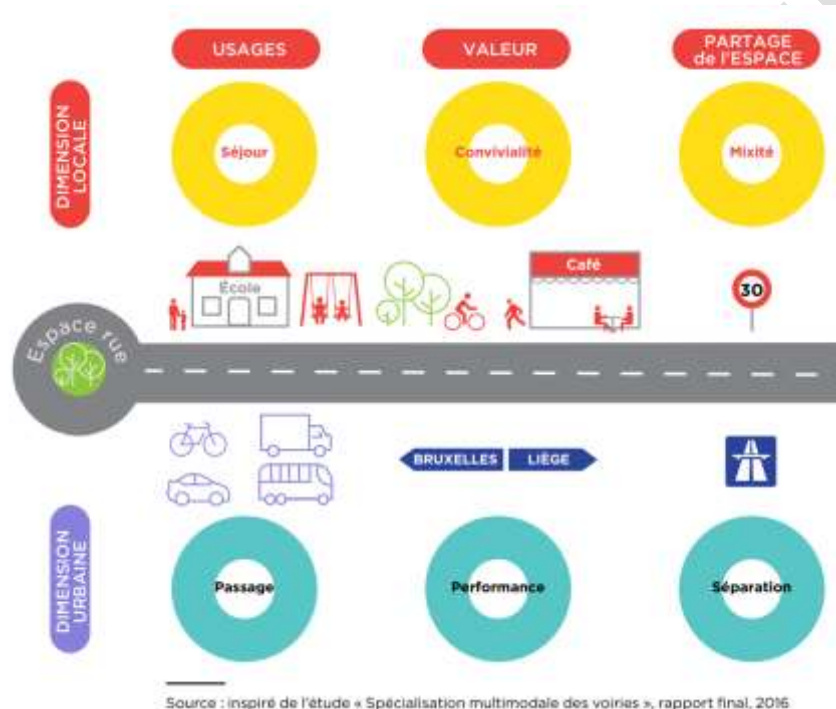 USAGES
VALEUR
PARTAGE
de l'ESPACE
DIMENSION
LOCALE
Séjour
Convivialité
Mixité
École
Café
30
Espace rue
BRUXELLES
LIÈGE
DIMENSION
URBAINE
Passage
Performance
Séparation
Source : inspiré de l'étude « Spécialisation multimodale des voiries », rapport final, 2016